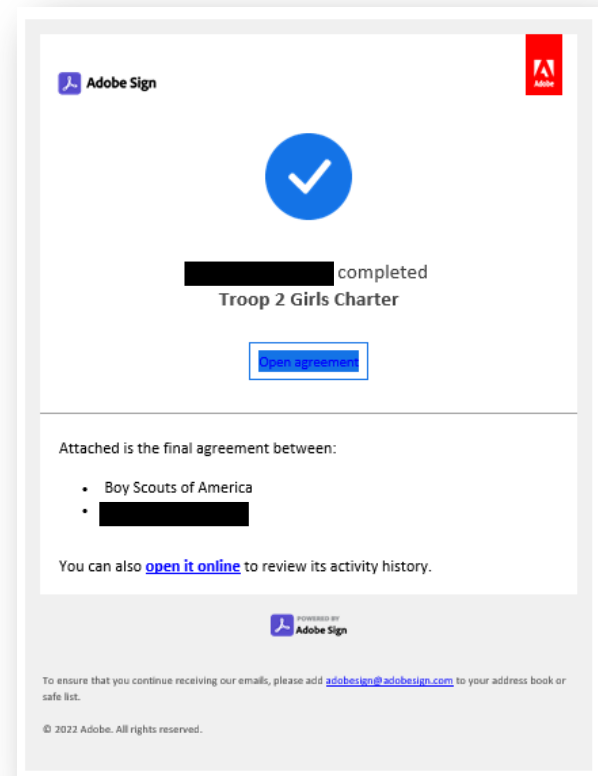 Adobe Sign
Adobe
completed
Troop 2 Girls Charter
Open agreement
Attached is the final agreement between:
• Boy Scouts of America
•
You can also open it online to review its activity history.
POWERED BY
Adobe Sign
To ensure that you continue receiving our emails, please add adobesign@adobesign.com to your address book or
safe list.
© 2022 Adobe. All rights reserved.